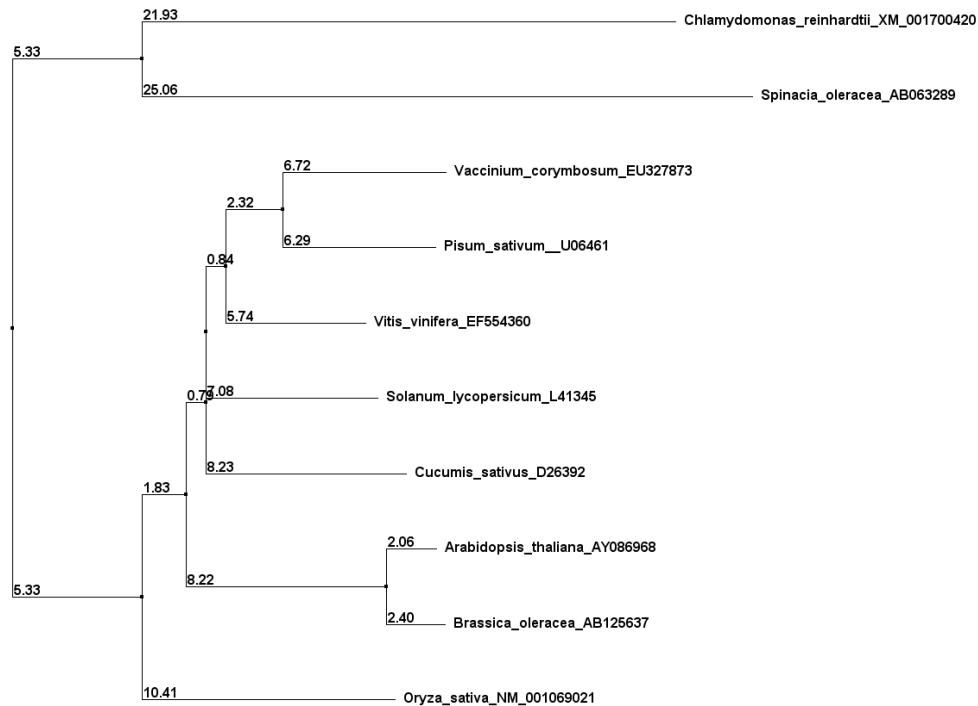 21.93
Chlamydomonas_reinhardtii_XM_001700420
5.33
25.06
Spinacia_oleracea_AB063289
6.72
Vaccinium_corymbosum_EU327873
2.32
6.29
Pisum_sativum__U06461
0.84
5.74
Vitis_vinifera_EF554360
0.79
7.08
Solanum_lycopersicum_L41345
8.23
Cucumis_sativus_D26392
1.83
2.06
Arabidopsis_thaliana_AY086968
8.22
5.33
2.40
Brassica_oleracea_AB125637
10.41
Oryza_sativa_NM_001069021